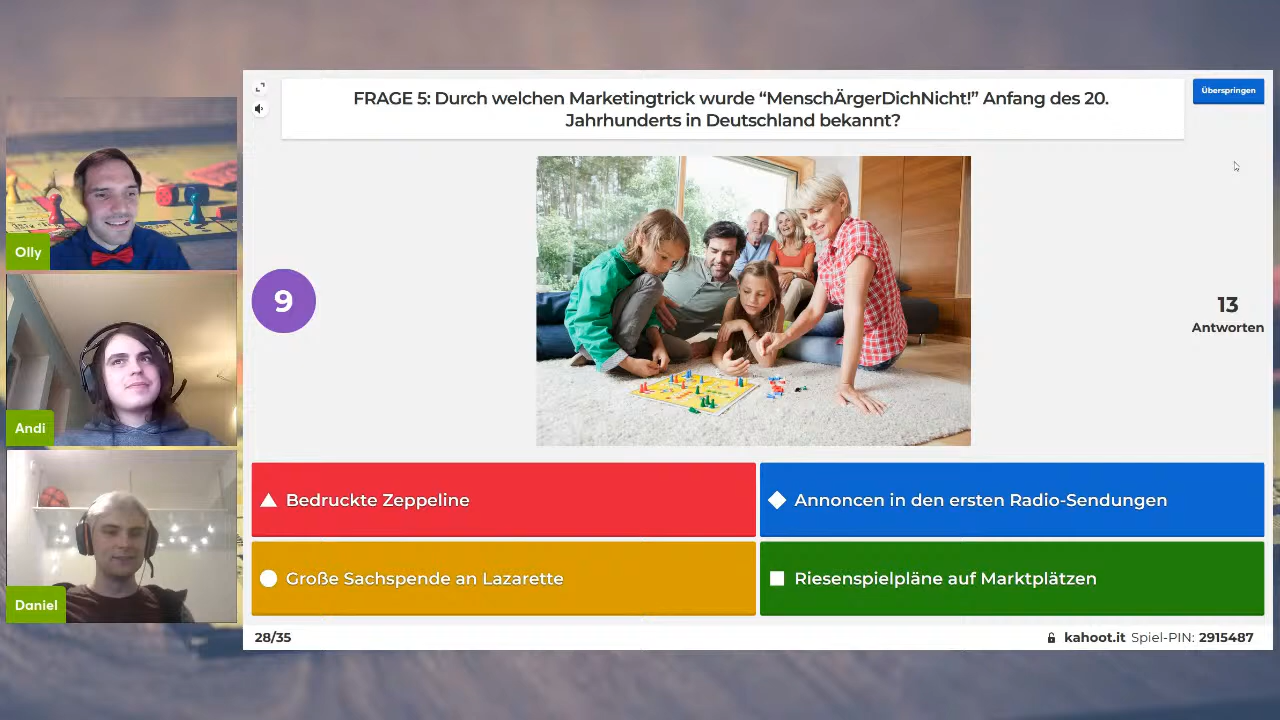 FRAGE 5: Durch welchen Marketingtrick wurde “MenschÄrgerDichNicht!” Anfang des 20.
Jahrhunderts in Deutschland bekannt?
Überspringen
Olly
9
13
Antworten
Andi
Bedruckte Zeppeline
Annoncen in den ersten Radio-Sendungen
Große Sachspende an Lazarette
Riesenspielpläne auf Marktplätzen
Daniel
28/35
kahoot.it Spiel-PIN: 2915487